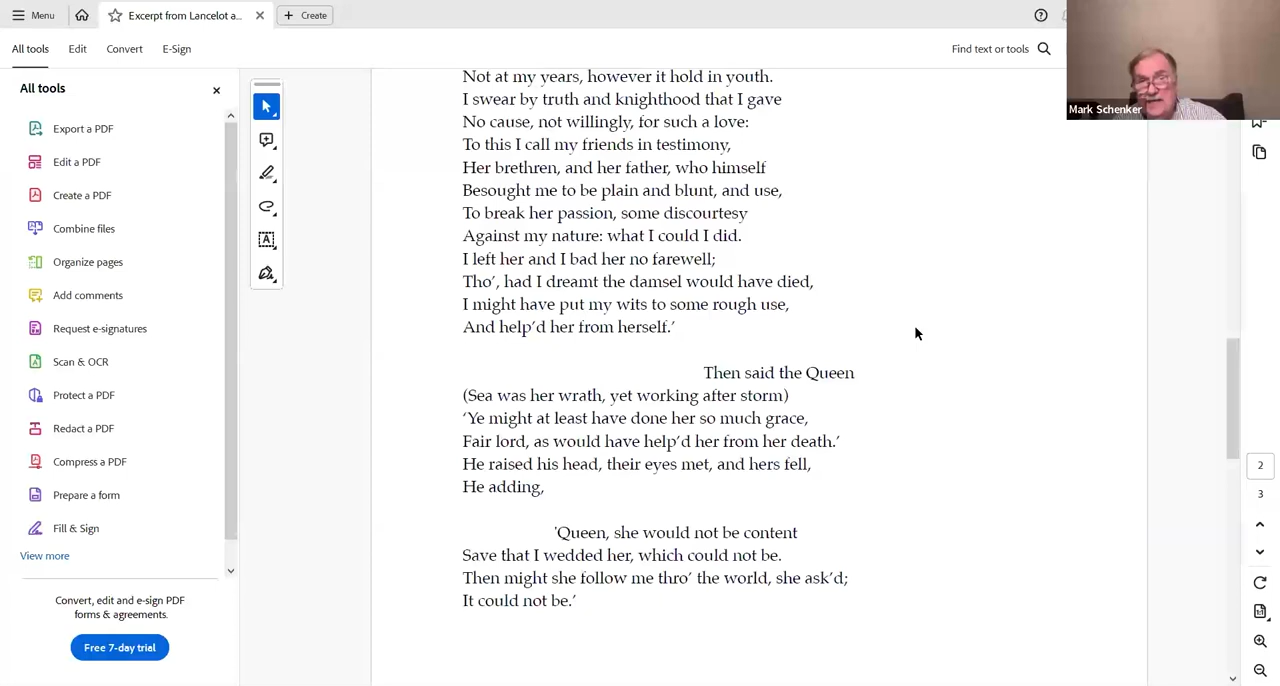 Menu
Excerpt from Lancelot a...
Create
All tools
Edit
Convert
E-Sign
Find text or tools
Mark Schenker
All tools
Export a PDF
Edit a PDF
Create a PDF
Combine files
Organize pages
Add comments
Request e-signatures
Scan & OCR
Protect a PDF
Redact a PDF
Compress a PDF
Prepare a form
Fill & Sign
View more
Convert, edit and e-sign PDF
forms & agreements.
Free 7-day trial
Not at my years, however it hold in youth.
I swear by truth and knighthood that I gave
No cause, not willingly, for such a love:
To this I call my friends in testimony,
Her brethren, and her father, who himself
Besought me to be plain and blunt, and use,
To break her passion, some discourtesy
Against my nature: what I could I did.
I left her and I bad her no farewell;
Tho’, had I dreamt the damsel would have died,
I might have put my wits to some rough use,
And help’d her from herself.’
Then said the Queen
(Sea was her wrath, yet working after storm)
‘Ye might at least have done her so much grace,
Fair lord, as would have help’d her from her death.’
He raised his head, their eyes met, and hers fell,
He adding,
'Queen, she would not be content
Save that I wedded her, which could not be.
Then might she follow me thro’ the world, she ask’d;
It could not be.’
2
3